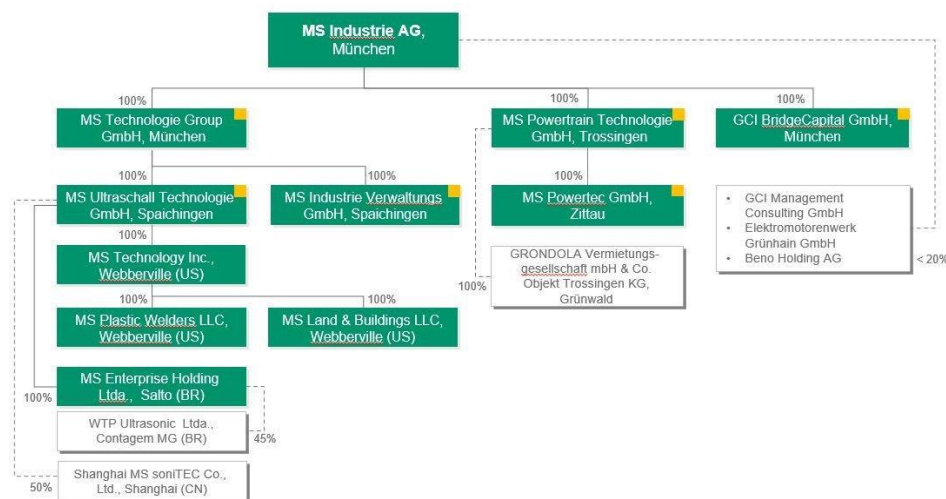 MS Industrie AG,
München
100%
100%
100%
MS Technologie Group
GmbH, München
MS Powertrain Technologie
GmbH, Trossingen
GCI BridgeCapital GmbH,
München
100%
100%
100%
MS Ultraschall Technologie
GmbH, Spaichingen
MS Industrie Verwaltungs
GmbH, Spaichingen
MS Powertec GmbH,
Zittau
• GCI Management
Consulting GmbH
• Elektromotorenwerk
Grünhain GmbH
• Beno Holding AG
< 20%
100%
MS Technology Inc.,
Webberville (US)
100%
GRONDOLA Vermietungs-
gesellschaft mbH & Co.
Objekt Trossingen KG,
Grünwald
100%
100%
MS Plastic Welders LLC,
Webberville (US)
MS Land & Buildings LLC,
Webberville (US)
100%
MS Enterprise Holding
Ltda., Salto (BR)
WTP Ultrasonic Ltda.,
Contagem MG (BR)
45%
50%
Shanghai MS soniTEC Co.,
Ltd., Shanghai (CN)